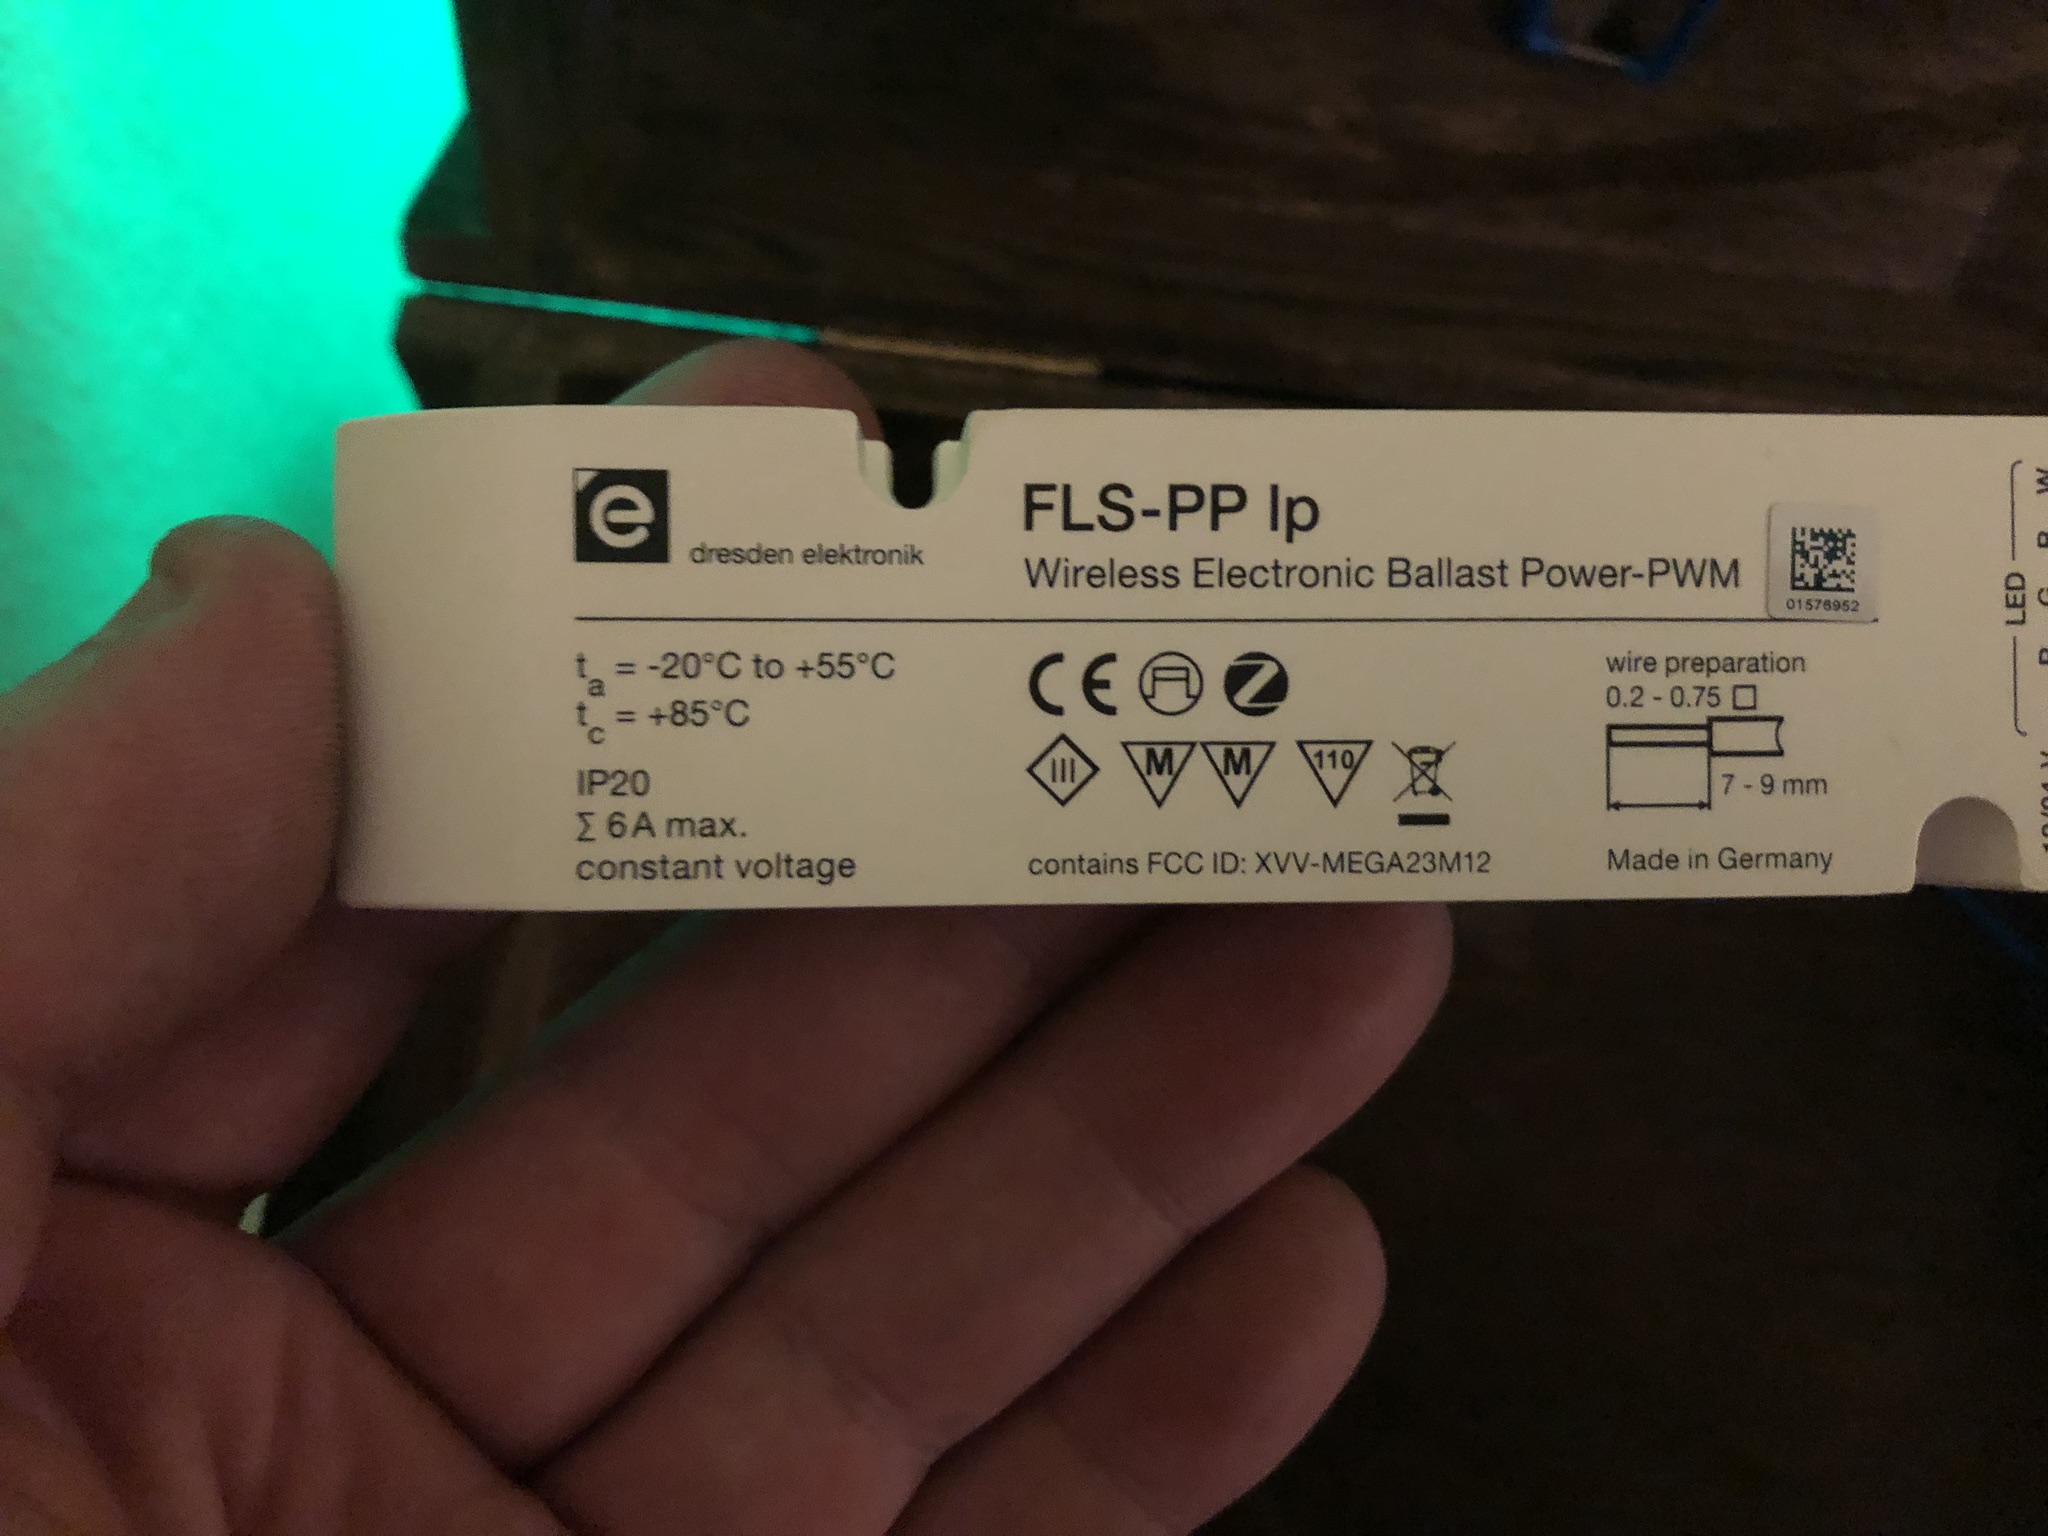 e
dresden elektronik
FLS-PP lp
Wireless Electronic Ballast Power-PWM
01576952
tₐ = -20°C to +55°C
t꜀ = +85°C
IP20
Σ 6A max.
constant voltage
CE
Z
III
M
M
110
contains FCC ID: XVV-MEGA23M12
wire preparation
0.2 - 0.75 □
7 - 9 mm
Made in Germany
LED